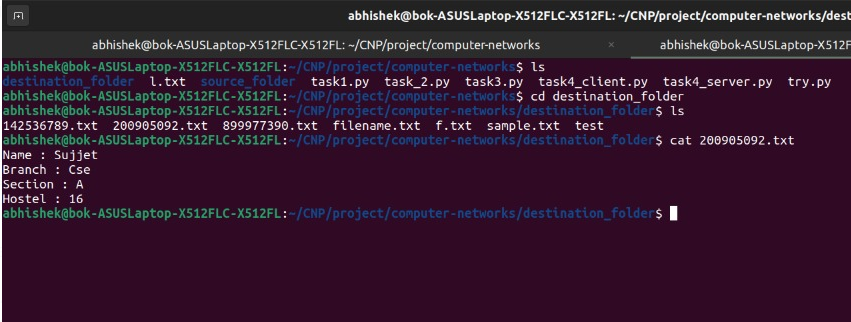 abhishek@bok-ASUSLaptop-X512FLC-X512FL: ~/CNP/project/computer-networks/dest
abhishek@bok-ASUSLaptop-X512FLC-X512FL: ~/CNP/project/computer-networks × abhishek@bok-ASUSLaptop-X512F
abhishek@bok-ASUSLaptop-X512FLC-X512FL:~/CNP/project/computer-networks$ ls
destination_folder l.txt source_folder task1.py task_2.py task3.py task4_client.py task4_server.py try.py
abhishek@bok-ASUSLaptop-X512FLC-X512FL:~/CNP/project/computer-networks$ cd destination_folder
abhishek@bok-ASUSLaptop-X512FLC-X512FL:~/CNP/project/computer-networks/destination_folder$ ls
142536789.txt 200905092.txt 899977390.txt filename.txt f.txt sample.txt test
abhishek@bok-ASUSLaptop-X512FLC-X512FL:~/CNP/project/computer-networks/destination_folder$ cat 200905092.txt
Name : Sujjet
Branch : Cse
Section : A
Hostel : 16
abhishek@bok-ASUSLaptop-X512FLC-X512FL:~/CNP/project/computer-networks/destination_folder$